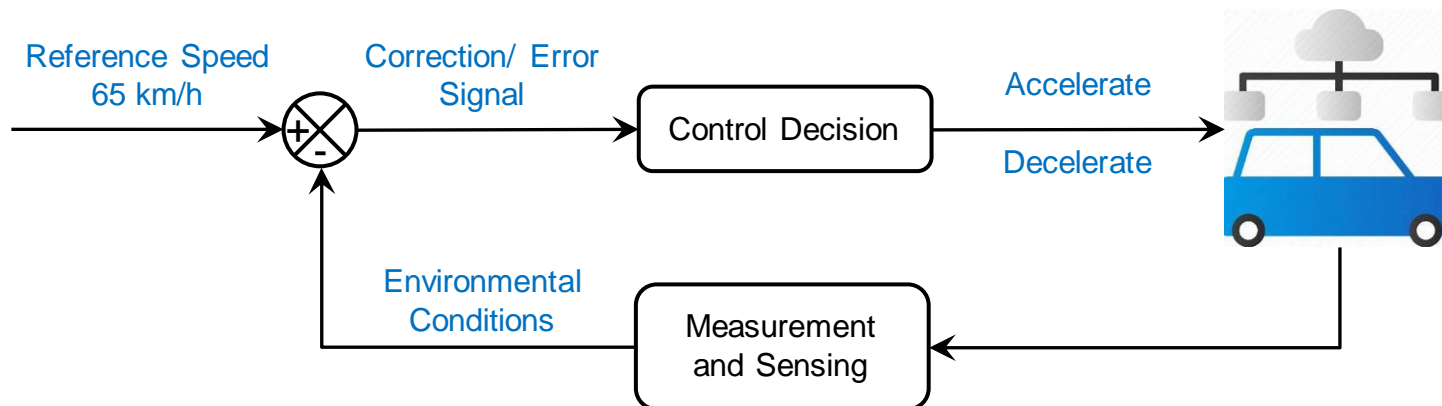 Reference Speed
65 km/h
Correction/ Error
Signal
+
-
Control Decision
Accelerate
Decelerate
Environmental
Conditions
Measurement
and Sensing